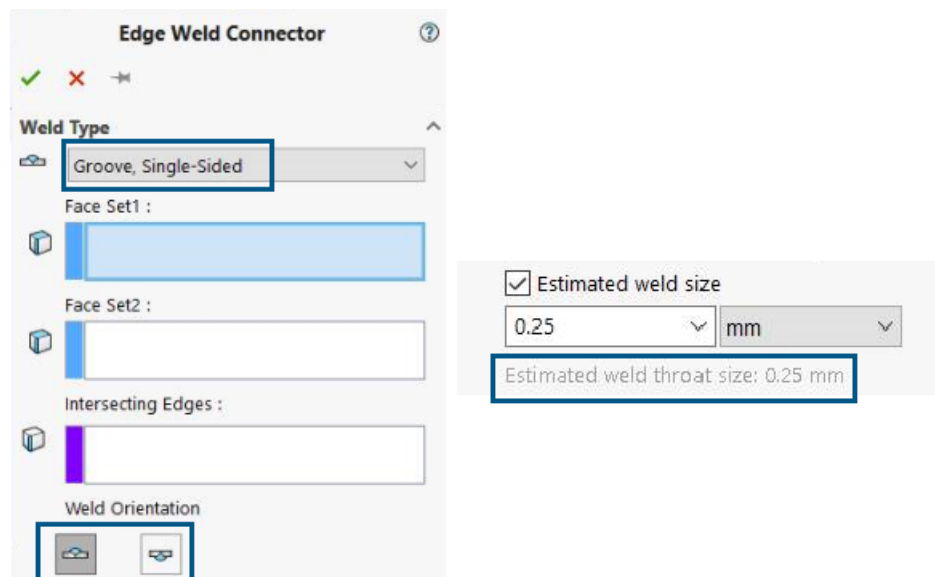 Edge Weld Connector
Weld Type
Groove, Single-Sided
Face Set1 :
Face Set2 :
Intersecting Edges :
Weld Orientation
Estimated weld size
0.25 mm
Estimated weld throat size: 0.25 mm